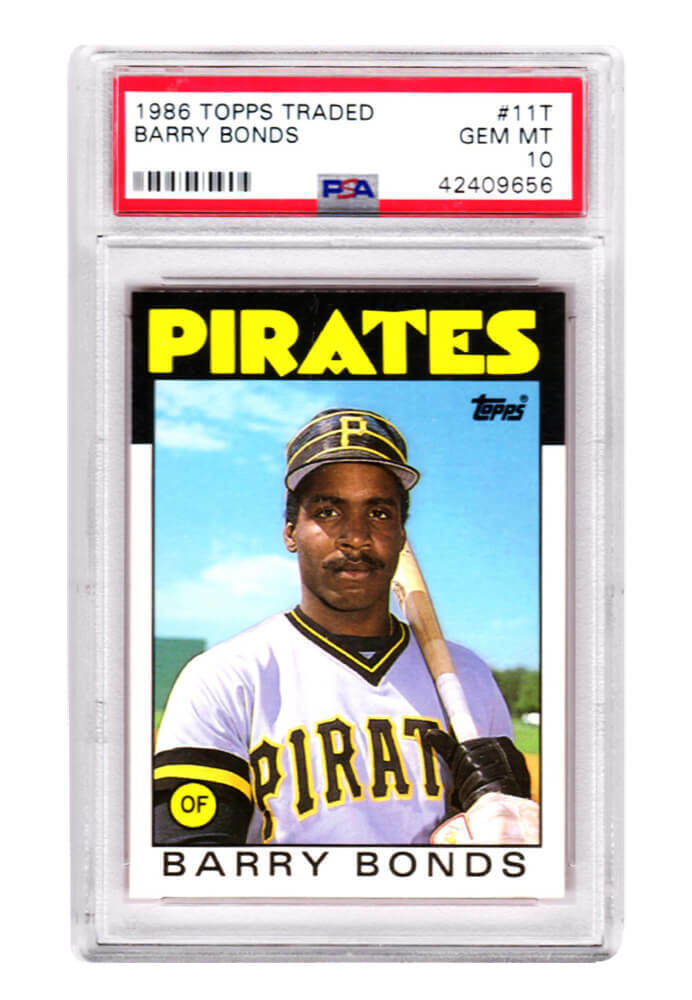 1986 TOPPS TRADED #11T
BARRY BONDS GEM MT
10
PSA 42409656
PIRATES
topps®
P
PIRAT
OF
BARRY BONDS